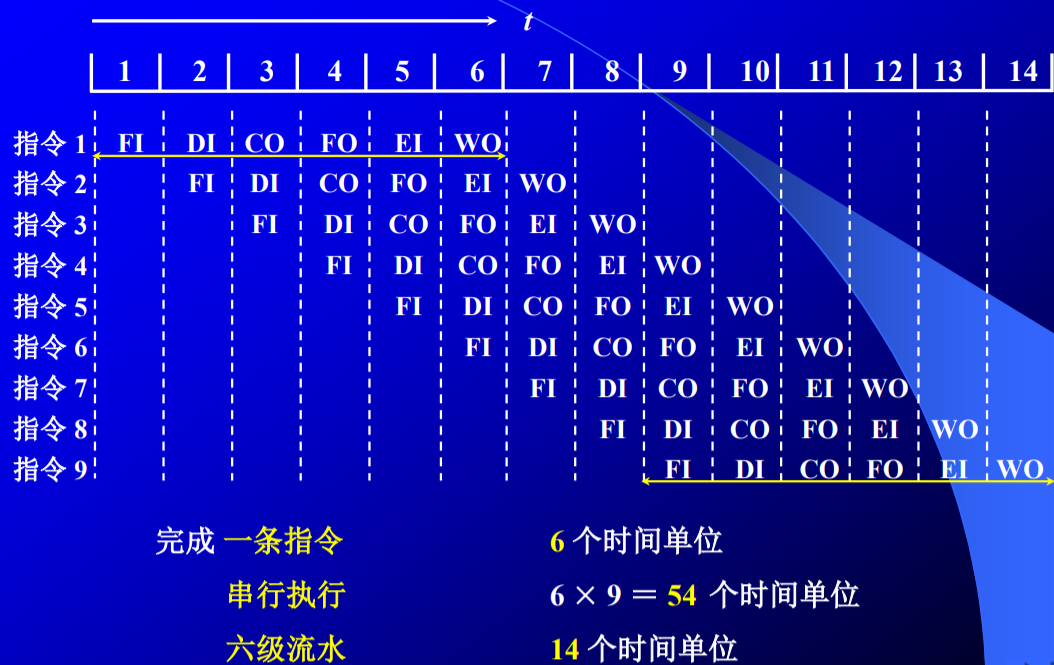 t
1 2 3 4 5 6 7 8 9 10 11 12 13 14
指令 1 FI DI CO FO EI WO
指令 2 FI DI CO FO EI WO
指令 3 FI DI CO FO EI WO
指令 4 FI DI CO FO EI WO
指令 5 FI DI CO FO EI WO
指令 6 FI DI CO FO EI WO
指令 7 FI DI CO FO EI WO
指令 8 FI DI CO FO EI WO
指令 9 FI DI CO FO EI WO
完成 一条指令 6 个时间单位
串行执行 6 × 9 = 54 个时间单位
六级流水 14 个时间单位